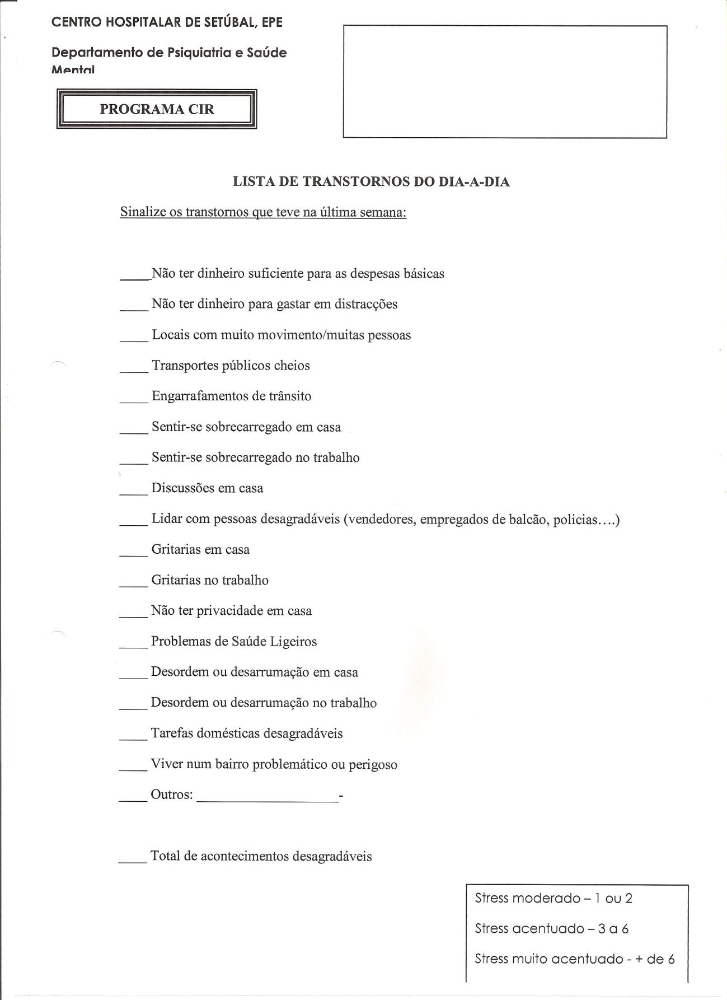 CENTRO HOSPITALAR DE SETÚBAL, EPE
Departamento de Psiquiatria e Saúde
Mental
PROGRAMA CIR
LISTA DE TRANSTORNOS DO DIA-A-DIA
Sinalize os transtornos que teve na última semana:
____Não ter dinheiro suficiente para as despesas básicas
____ Não ter dinheiro para gastar em distracções
____ Locais com muito movimento/muitas pessoas
____ Transportes públicos cheios
____ Engarrafamentos de trânsito
____ Sentir-se sobrecarregado em casa
____ Sentir-se sobrecarregado no trabalho
____ Discussões em casa
____ Lidar com pessoas desagradáveis (vendedores, empregados de balcão, policias….)
____ Gritarias em casa
____ Gritarias no trabalho
____ Não ter privacidade em casa
____ Problemas de Saúde Ligeiros
____ Desordem ou desarrumação em casa
____ Desordem ou desarrumação no trabalho
____ Tarefas domésticas desagradáveis
____ Viver num bairro problemático ou perigoso
____ Outros: ____________________-
____ Total de acontecimentos desagradáveis
Stress moderado – 1 ou 2
Stress acentuado – 3 a 6
Stress muito acentuado - + de 6